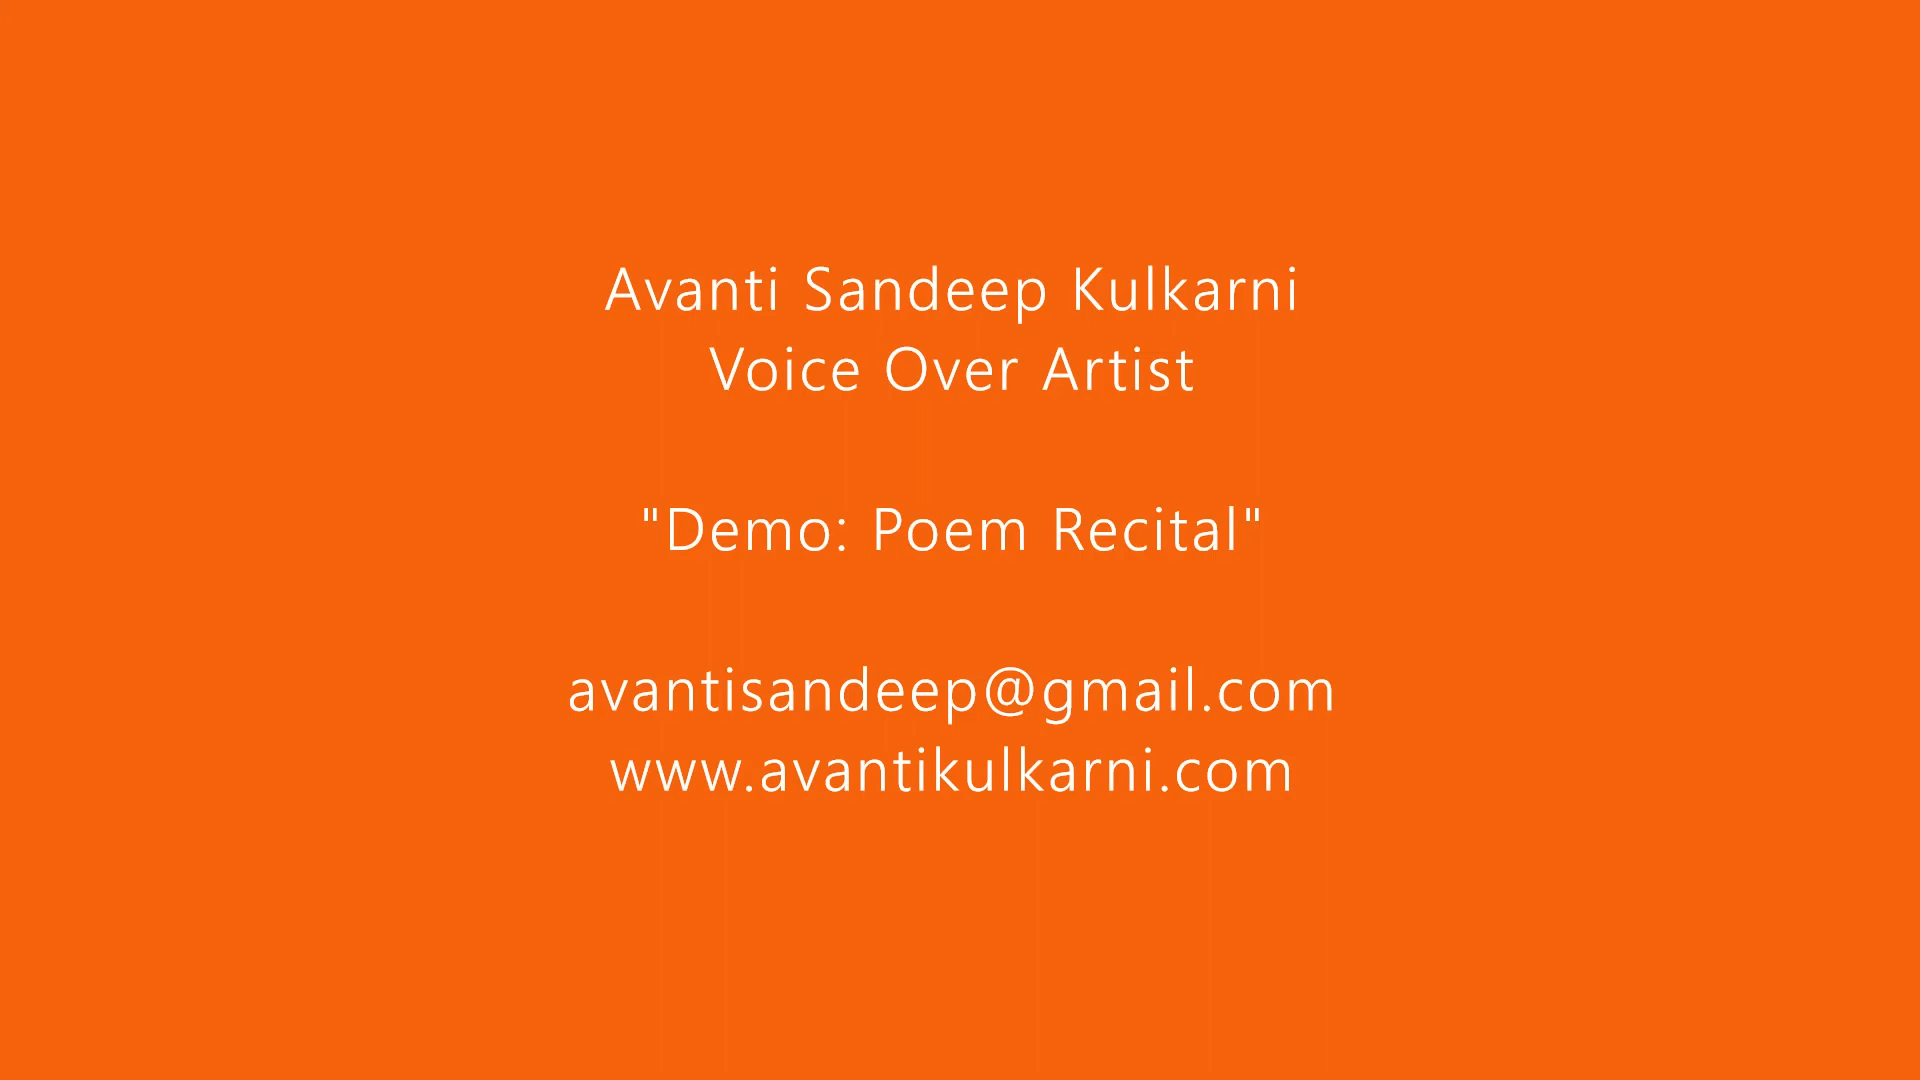 Avanti Sandeep Kulkarni
Voice Over Artist
"Demo: Poem Recital"
avantisandeep@gmail.com
www.avantikulkarni.com